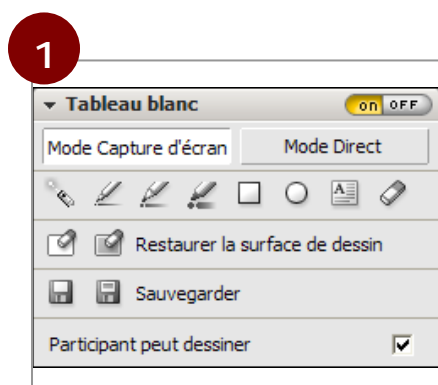 1
Tableau blanc on OFF
Mode Capture d'écran Mode Direct
A
Restaurer la surface de dessin
Sauvegarder
Participant peut dessiner